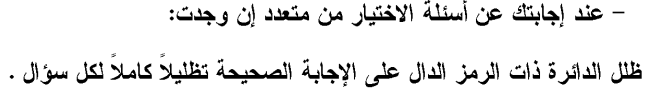 – عند إجابتك عن أسئلة الاختيار من متعدد إن وجدت:
ظلل الدائرة ذات الرمز الدال على الإجابة الصحيحة تظليلاً كاملاً لكل سؤال .